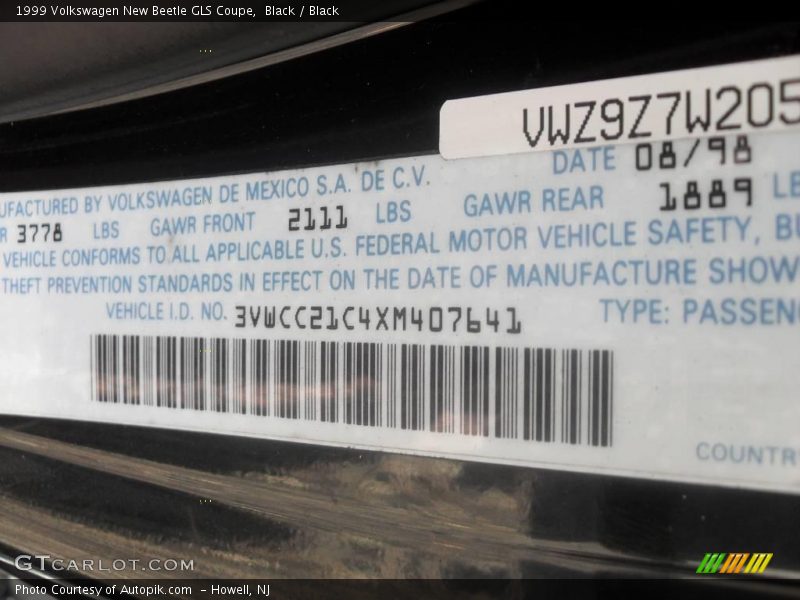 1999 Volkswagen New Beetle GLS Coupe,  Black / Black
VWZ9Z7W205
DATE 08/98
UFACTURED BY VOLKSWAGEN DE MEXICO S.A. DE C.V.
R 3778 LBS GAWR FRONT 2111 LBS GAWR REAR 1889 LB
VEHICLE CONFORMS TO ALL APPLICABLE U.S. FEDERAL MOTOR VEHICLE SAFETY, BU
THEFT PREVENTION STANDARDS IN EFFECT ON THE DATE OF MANUFACTURE SHOW
VEHICLE I.D. NO. 3VWCC21C4XM407641 TYPE: PASSEN
COUNTR
GTCARLOT.COM
Photo Courtesy of Autopik.com  – Howell, NJ